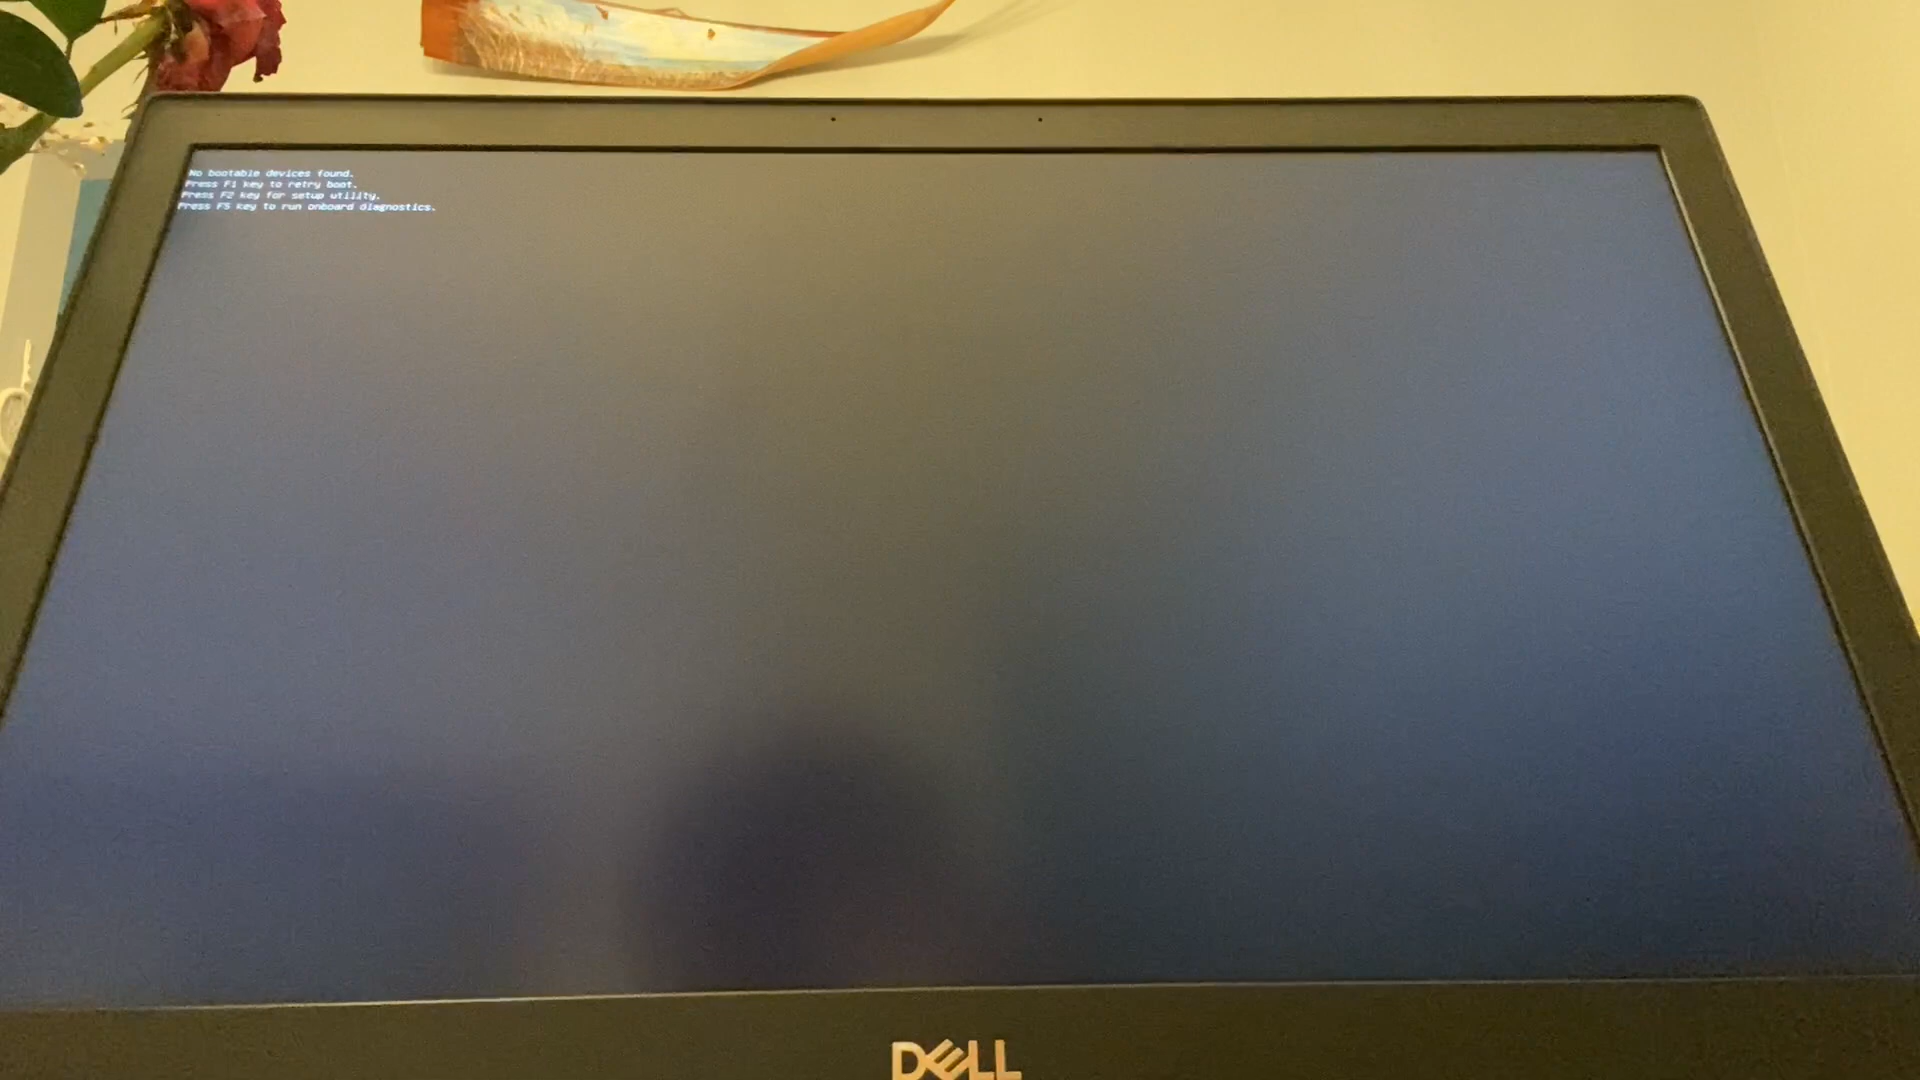 No bootable devices found.
Press F1 key to retry boot.
Press F2 key for setup utility.
Press F5 key to run onboard diagnostics.
DELL